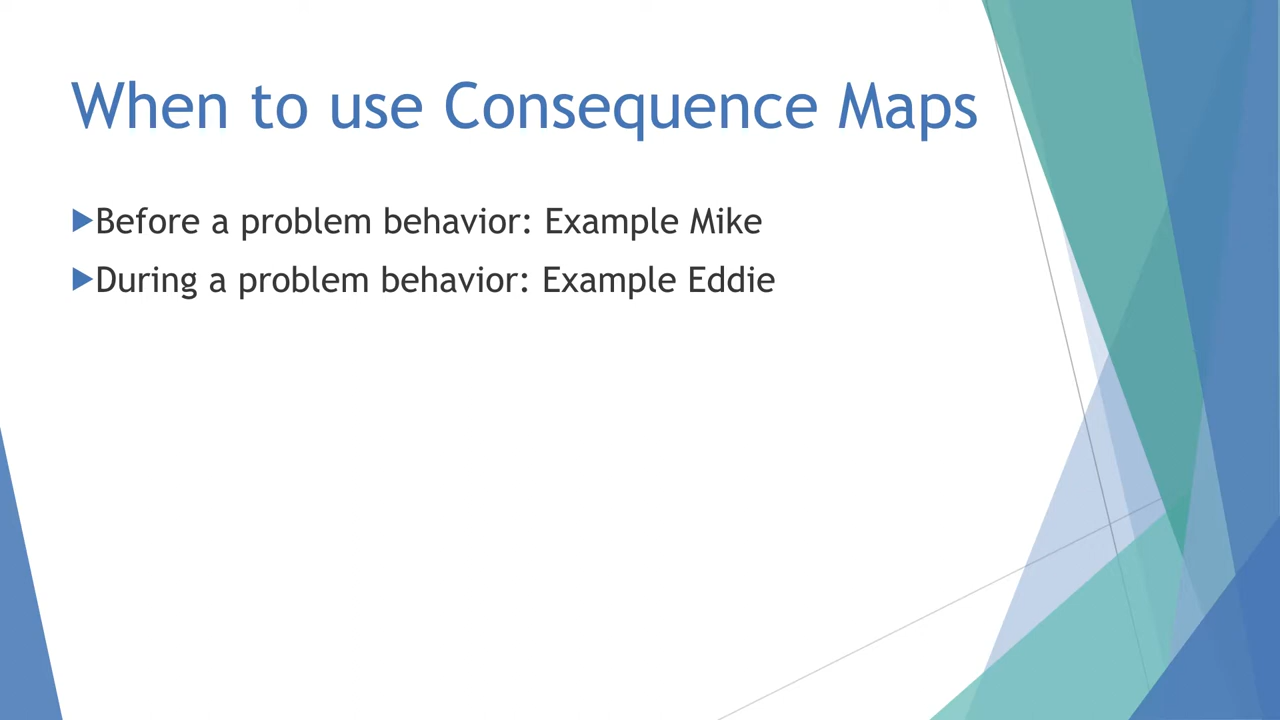 When to use Consequence Maps
Before a problem behavior: Example Mike
During a problem behavior: Example Eddie